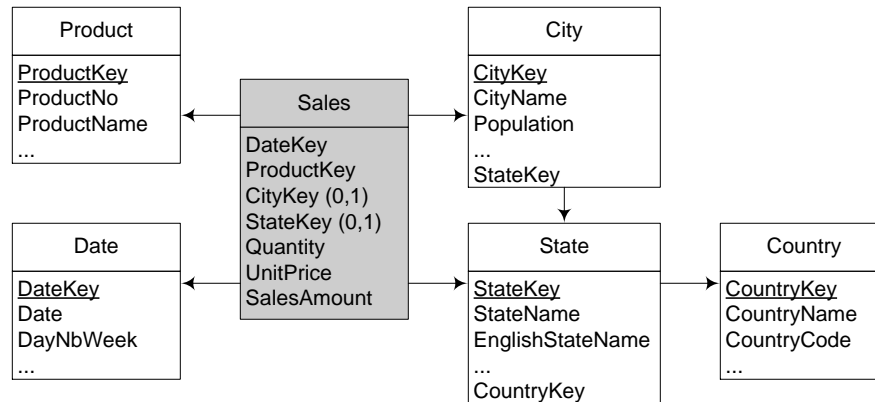 Product
ProductKey
ProductNo
ProductName
...
Sales
DateKey
ProductKey
CityKey (0,1)
StateKey (0,1)
Quantity
UnitPrice
SalesAmount
City
CityKey
CityName
Population
...
StateKey
Date
DateKey
Date
DayNbWeek
...
State
StateKey
StateName
EnglishStateName
...
CountryKey
Country
CountryKey
CountryName
CountryCode
...